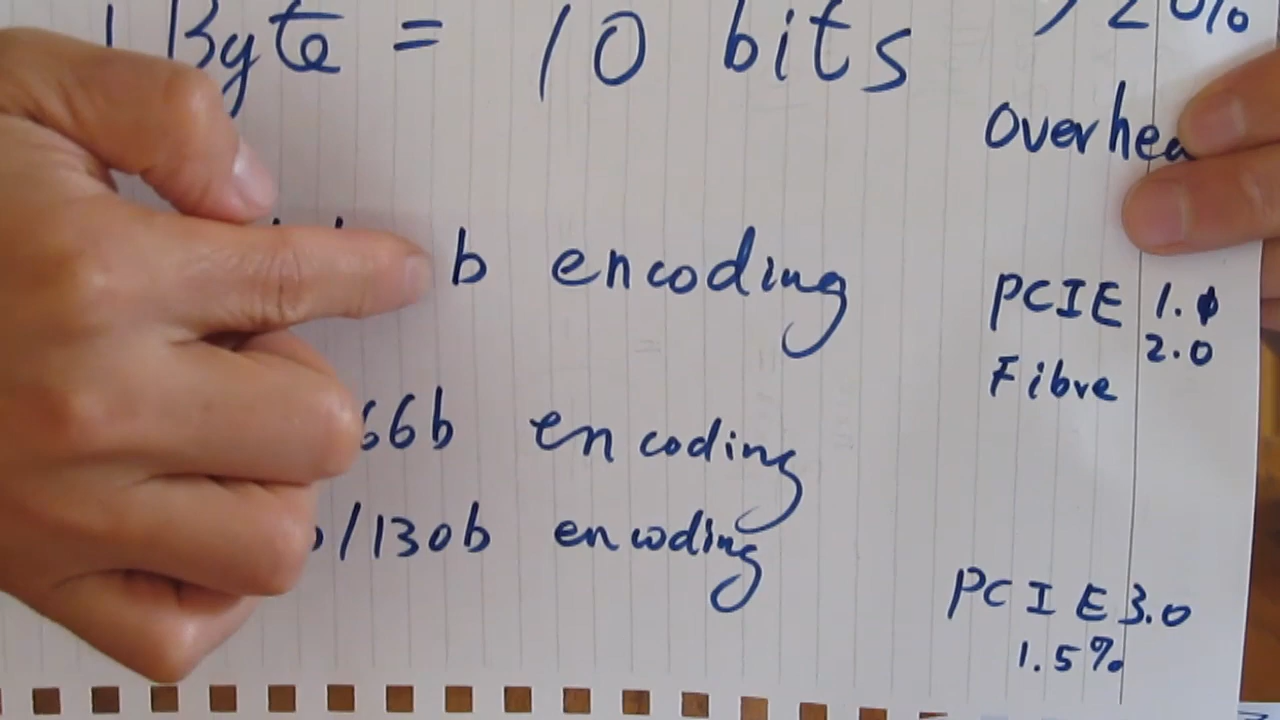 1 Byte = 10 bits
20%
Overhea
b encoding
PCIE 1.0
2.0
Fibre
66b encoding
/130b encoding
PCIE 3.0
1.5%